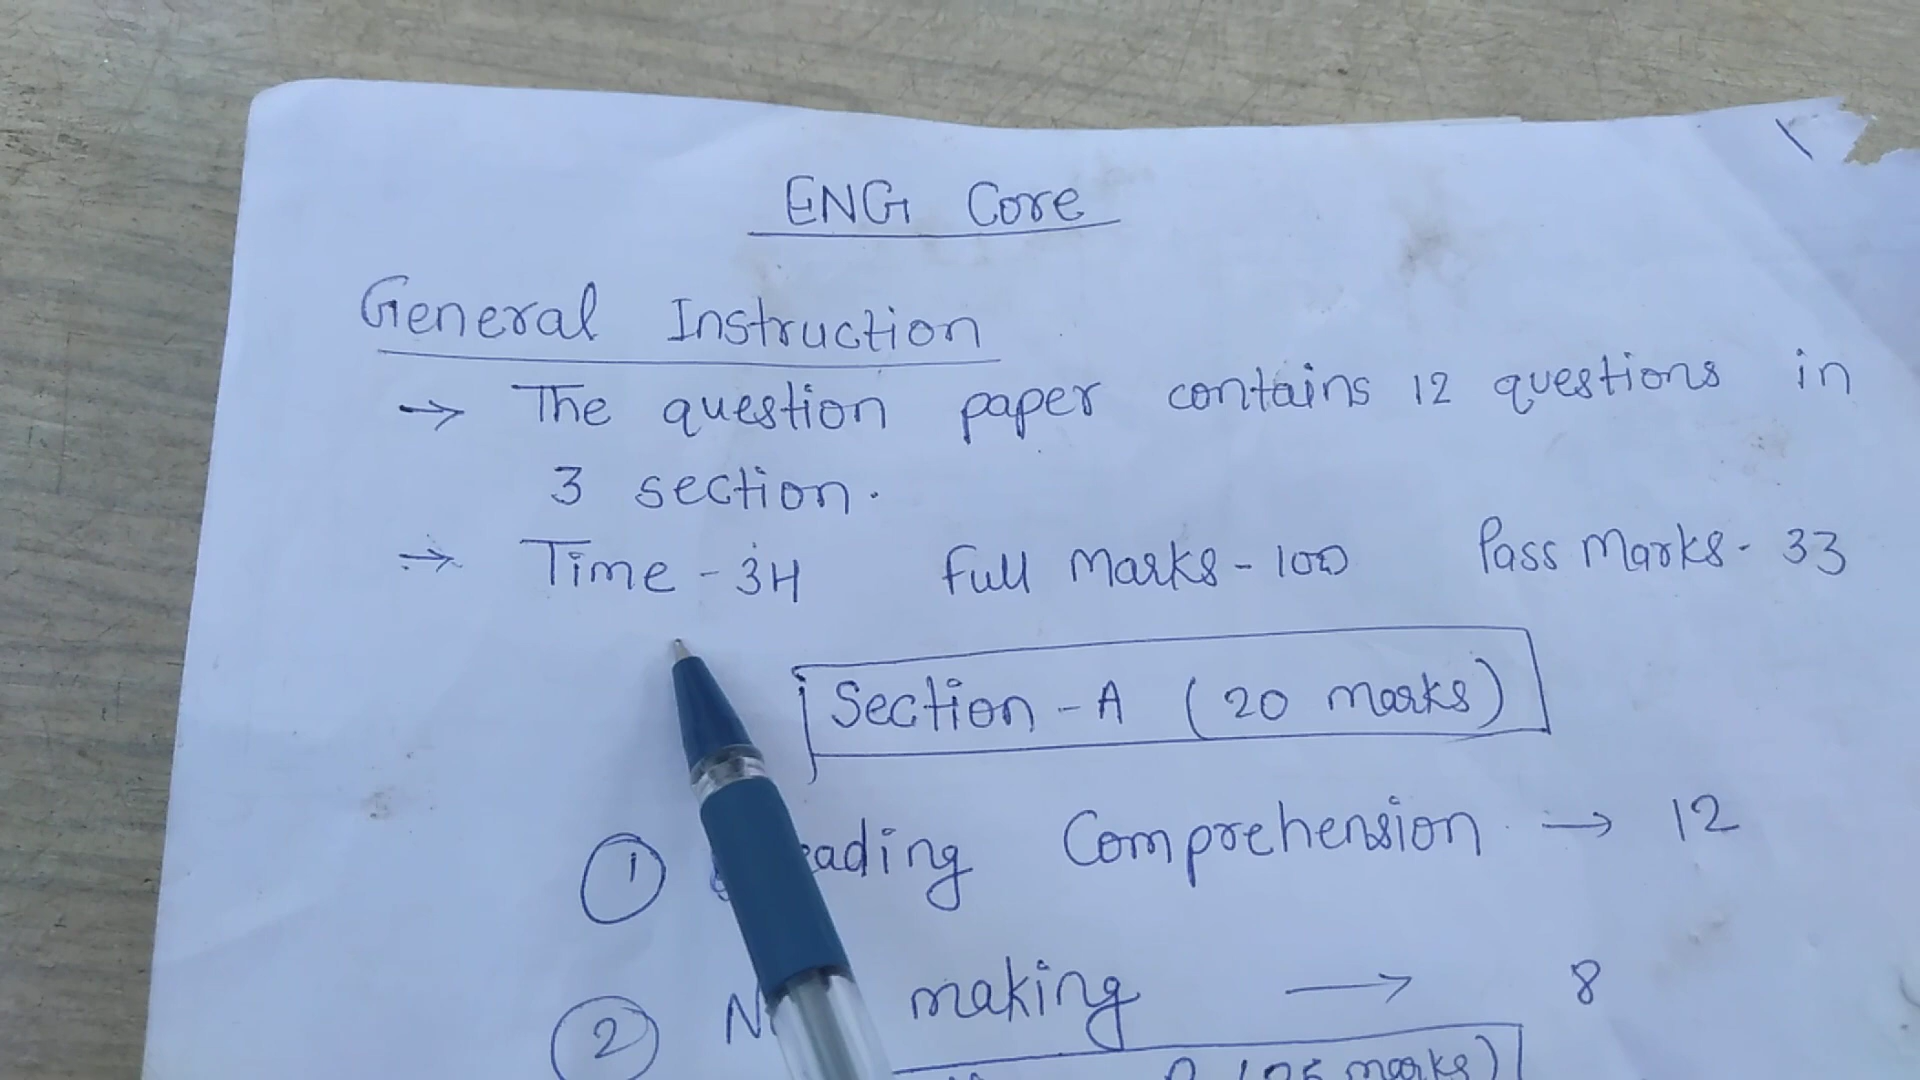 ENG Core
General Instruction
→ The question paper contains 12 questions in
3 section.
→ Time - 3H Full Marks - 100 Pass Marks - 33
Section - A ( 20 marks)
① ading Comprehension → 12
② making → 8
marks)